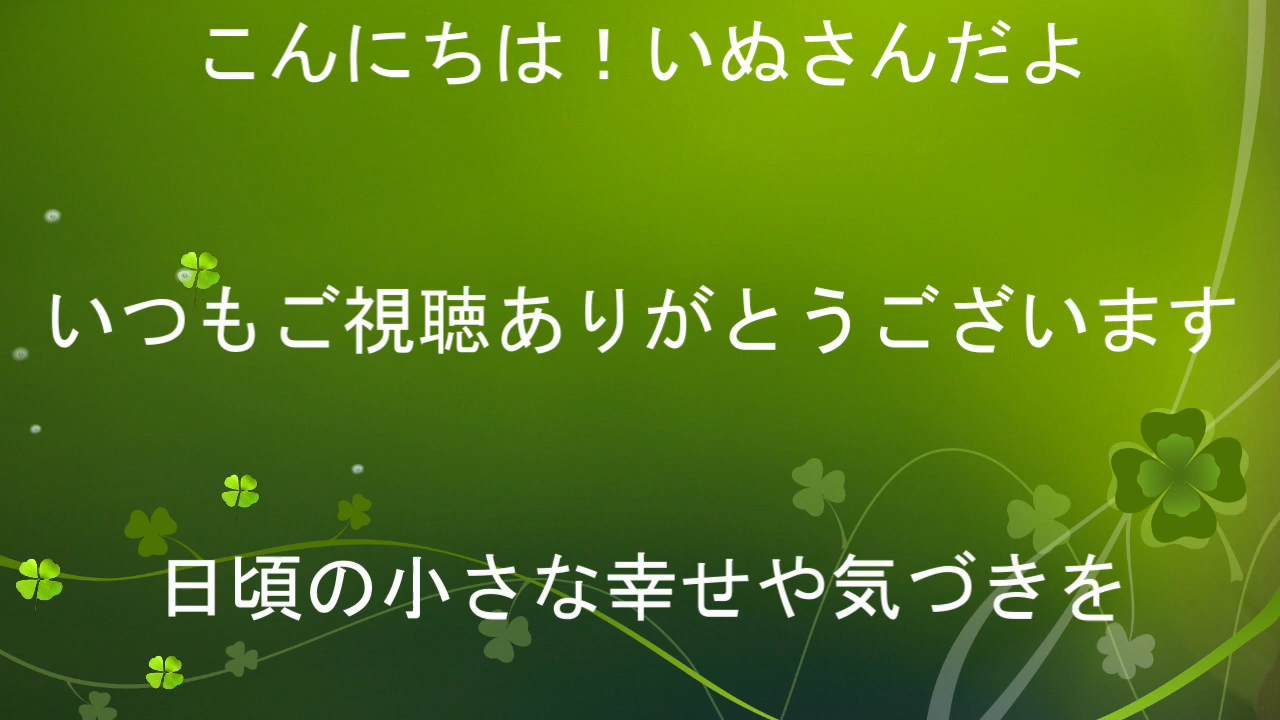 こんにちは！いぬさんだよ
いつもご視聴ありがとうございます
日頃の小さな幸せや気づきを